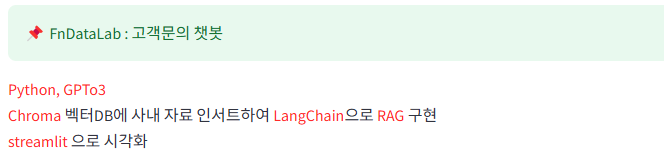 📌 FnDataLab : 고객문의 챗봇
Python, GPTo3
Chroma 벡터DB에 사내 자료 인서트하여 LangChain으로 RAG 구현
streamlit 으로 시각화